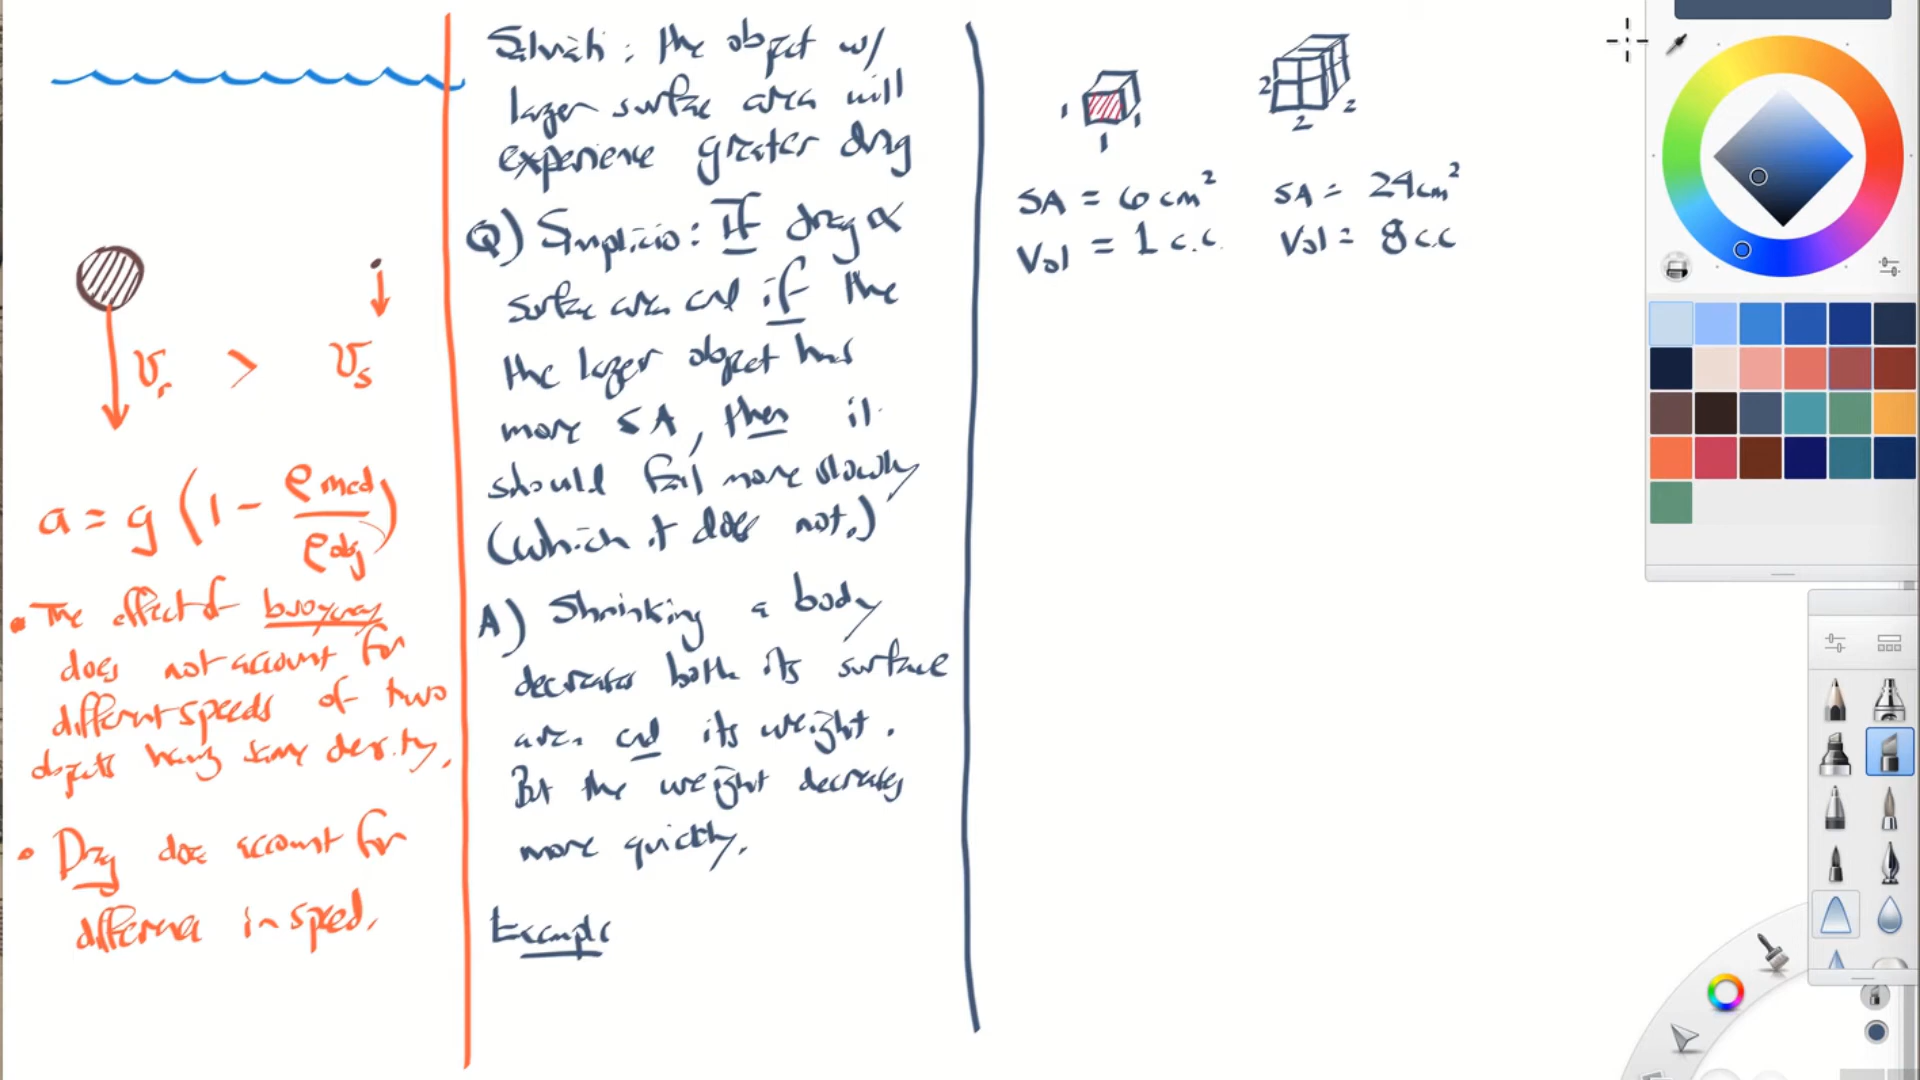 v_r > v_s
a = g (1 - ρmed / ρobj)
• The effect of buoyancy
does not account for
different speeds of two
objects having same density.
• Drag does account for
difference in speed.
Salviati: the object w/
larger surface area will
experience greater drag
Q) Simplicio: If drag ∝
surface area and if the
the larger object has
more SA, then it
should fall more slowly
(which it does not.)
A) Shrinking a body
decreases both its surface
area and its weight.
But the weight decreases
more quickly.
Example
1
1
1
SA = 6 cm²
Vol = 1 c.c.
2
2
2
SA = 24 cm²
Vol = 8 c.c